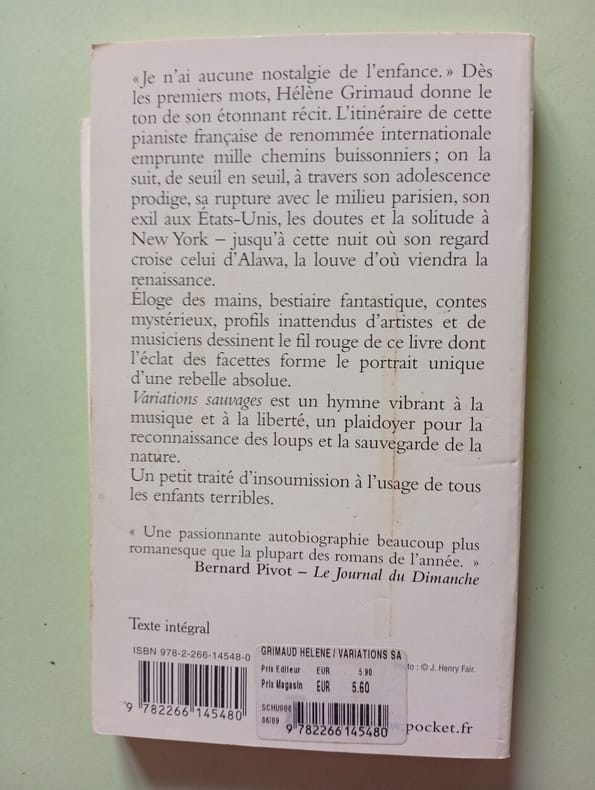 « Je n'ai aucune nostalgie de l'enfance. » Dès
les premiers mots, Hélène Grimaud donne le
ton de son étonnant récit. L'itinéraire de cette
pianiste française de renommée internationale
emprunte mille chemins buissonniers ; on la
suit, de seuil en seuil, à travers son adolescence
prodige, sa rupture avec le milieu parisien, son
exil aux États-Unis, les doutes et la solitude à
New York – jusqu'à cette nuit où son regard
croise celui d'Alawa, la louve d'où viendra la
renaissance.
Éloge des mains, bestiaire fantastique, contes
mystérieux, profils inattendus d'artistes et de
musiciens dessinent le fil rouge de ce livre dont
l'éclat des facettes forme le portrait unique
d'une rebelle absolue.
Variations sauvages est un hymne vibrant à la
musique et à la liberté, un plaidoyer pour la
reconnaissance des loups et la sauvegarde de la
nature.
Un petit traité d'insoumission à l'usage de tous
les enfants terribles.
« Une passionnante autobiographie beaucoup plus
romanesque que la plupart des romans de l'année. »
Bernard Pivot – Le Journal du Dimanche
Texte intégral
ISBN 978-2-266-14548-0
9 782266 145480
GRIMAUD HELENE / VARIATIONS SA
Prix Editeur EUR 5.90
Prix Magasin EUR 5.60
SCHU006
06/09
9 782266 145480
to : © J. Henry Fair.
.pocket.fr